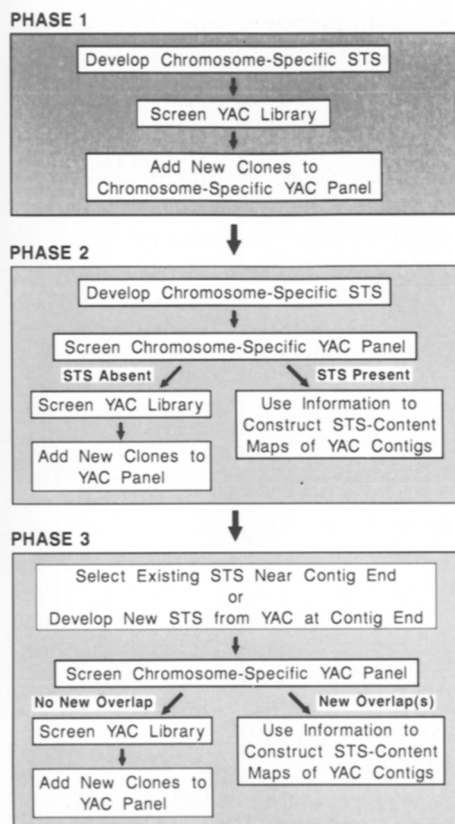 PHASE 1
Develop Chromosome-Specific STS
Screen YAC Library
Add New Clones to
Chromosome-Specific YAC Panel
PHASE 2
Develop Chromosome-Specific STS
Screen Chromosome-Specific YAC Panel
STS Absent
STS Present
Screen YAC Library
Add New Clones to
YAC Panel
Use Information to
Construct STS-Content
Maps of YAC Contigs
PHASE 3
Select Existing STS Near Contig End
or
Develop New STS from YAC at Contig End
Screen Chromosome-Specific YAC Panel
No New Overlap
New Overlap(s)
Screen YAC Library
Add New Clones to
YAC Panel
Use Information to
Construct STS-Content
Maps of YAC Contigs